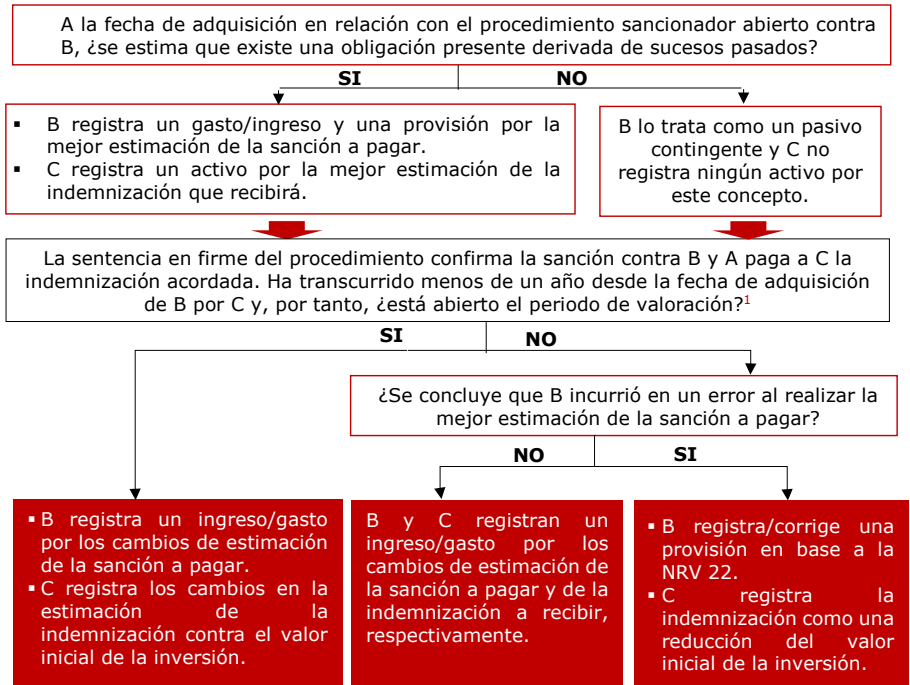 A la fecha de adquisición en relación con el procedimiento sancionador abierto contra
B, ¿se estima que existe una obligación presente derivada de sucesos pasados?
SI
NO
▪ B registra un gasto/ingreso y una provisión por la
mejor estimación de la sanción a pagar.
▪ C registra un activo por la mejor estimación de la
indemnización que recibirá.
B lo trata como un pasivo
contingente y C no
registra ningún activo por
este concepto.
La sentencia en firme del procedimiento confirma la sanción contra B y A paga a C la
indemnización acordada. Ha transcurrido menos de un año desde la fecha de adquisición
de B por C y, por tanto, ¿está abierto el periodo de valoración?1
SI
NO
¿Se concluye que B incurrió en un error al realizar la
mejor estimación de la sanción a pagar?
NO
SI
▪ B registra un ingreso/gasto
por los cambios de estimación
de la sanción a pagar.
▪ C registra los cambios en la
estimación de la
indemnización contra el valor
inicial de la inversión.
B y C registran un
ingreso/gasto por los
cambios de estimación de
la sanción a pagar y de la
indemnización a recibir,
respectivamente.
▪ B registra/corrige una
provisión en base a la
NRV 22.
▪ C registra la
indemnización como una
reducción del valor
inicial de la inversión.